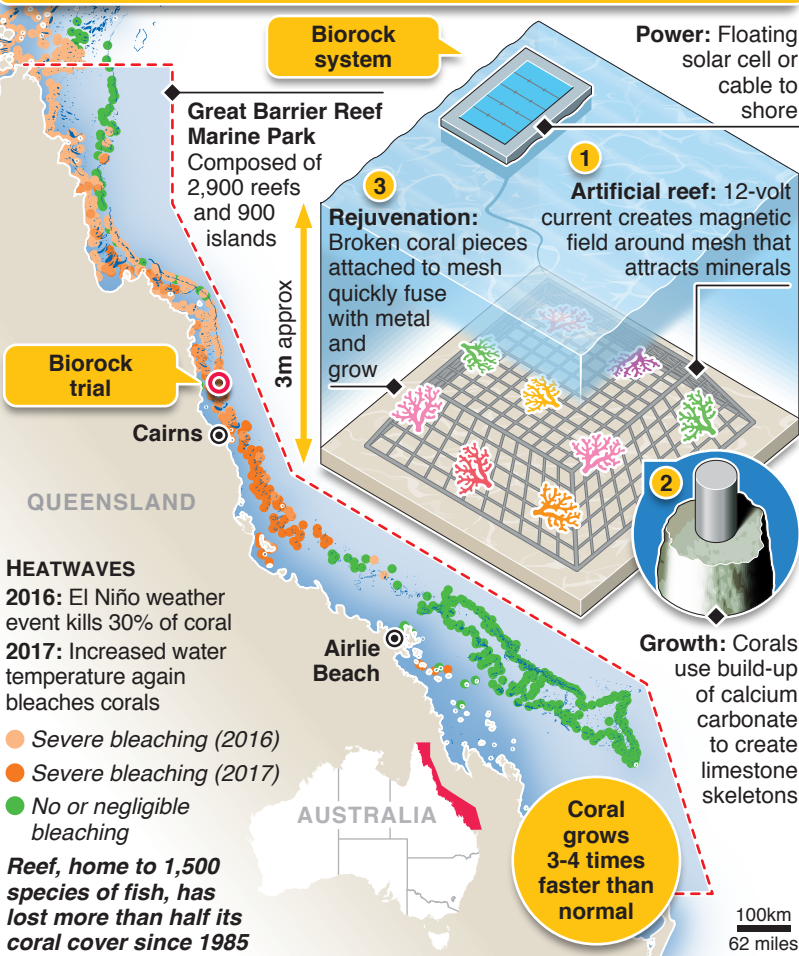 Biorock
system
Power: Floating
solar cell or
cable to
shore
Great Barrier Reef
Marine Park
Composed of
2,900 reefs
and 900
islands
1
Artificial reef: 12-volt
current creates magnetic
field around mesh that
attracts minerals
3
Rejuvenation:
Broken coral pieces
attached to mesh
quickly fuse
with metal
and
grow
3m approx
Biorock
trial
Cairns
QUEENSLAND
2
Growth: Corals
use build-up
of calcium
carbonate
to create
limestone
skeletons
HEATWAVES
2016: El Niño weather
event kills 30% of coral
2017: Increased water
temperature again
bleaches corals
Airlie
Beach
Severe bleaching (2016)
Severe bleaching (2017)
No or negligible
bleaching
Reef, home to 1,500
species of fish, has
lost more than half its
coral cover since 1985
AUSTRALIA
Coral
grows
3-4 times
faster than
normal
100km
62 miles